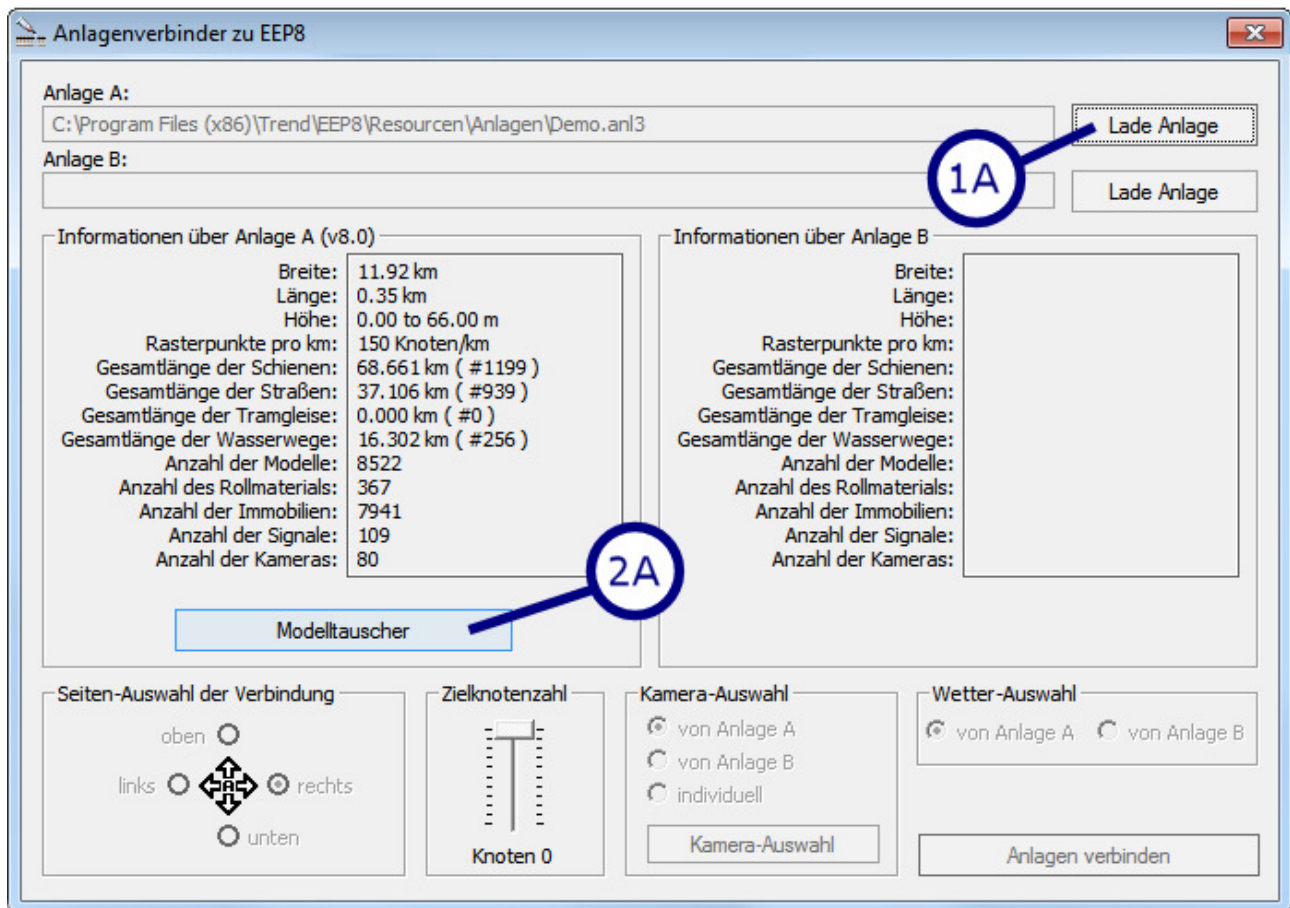 Anlagenverbinder zu EEP8
Anlage A:
C:\Program Files (x86)\Trend\EEP8\Resourcen\Anlagen\Demo.anl3
Lade Anlage
1A
Anlage B:
Lade Anlage
Informationen über Anlage A (v8.0)
Breite: 11.92 km
Länge: 0.35 km
Höhe: 0.00 to 66.00 m
Rasterpunkte pro km: 150 Knoten/km
Gesamtlänge der Schienen: 68.661 km ( #1199 )
Gesamtlänge der Straßen: 37.106 km ( #939 )
Gesamtlänge der Tramgleise: 0.000 km ( #0 )
Gesamtlänge der Wasserwege: 16.302 km ( #256 )
Anzahl der Modelle: 8522
Anzahl des Rollmaterials: 367
Anzahl der Immobilien: 7941
Anzahl der Signale: 109
Anzahl der Kameras: 80
2A
Modelltauscher
Informationen über Anlage B
Breite:
Länge:
Höhe:
Rasterpunkte pro km:
Gesamtlänge der Schienen:
Gesamtlänge der Straßen:
Gesamtlänge der Tramgleise:
Gesamtlänge der Wasserwege:
Anzahl der Modelle:
Anzahl des Rollmaterials:
Anzahl der Immobilien:
Anzahl der Signale:
Anzahl der Kameras:
Seiten-Auswahl der Verbindung
oben
links A rechts
unten
Zielknotenzahl
Knoten 0
Kamera-Auswahl
von Anlage A
von Anlage B
individuell
Kamera-Auswahl
Wetter-Auswahl
von Anlage A von Anlage B
Anlagen verbinden